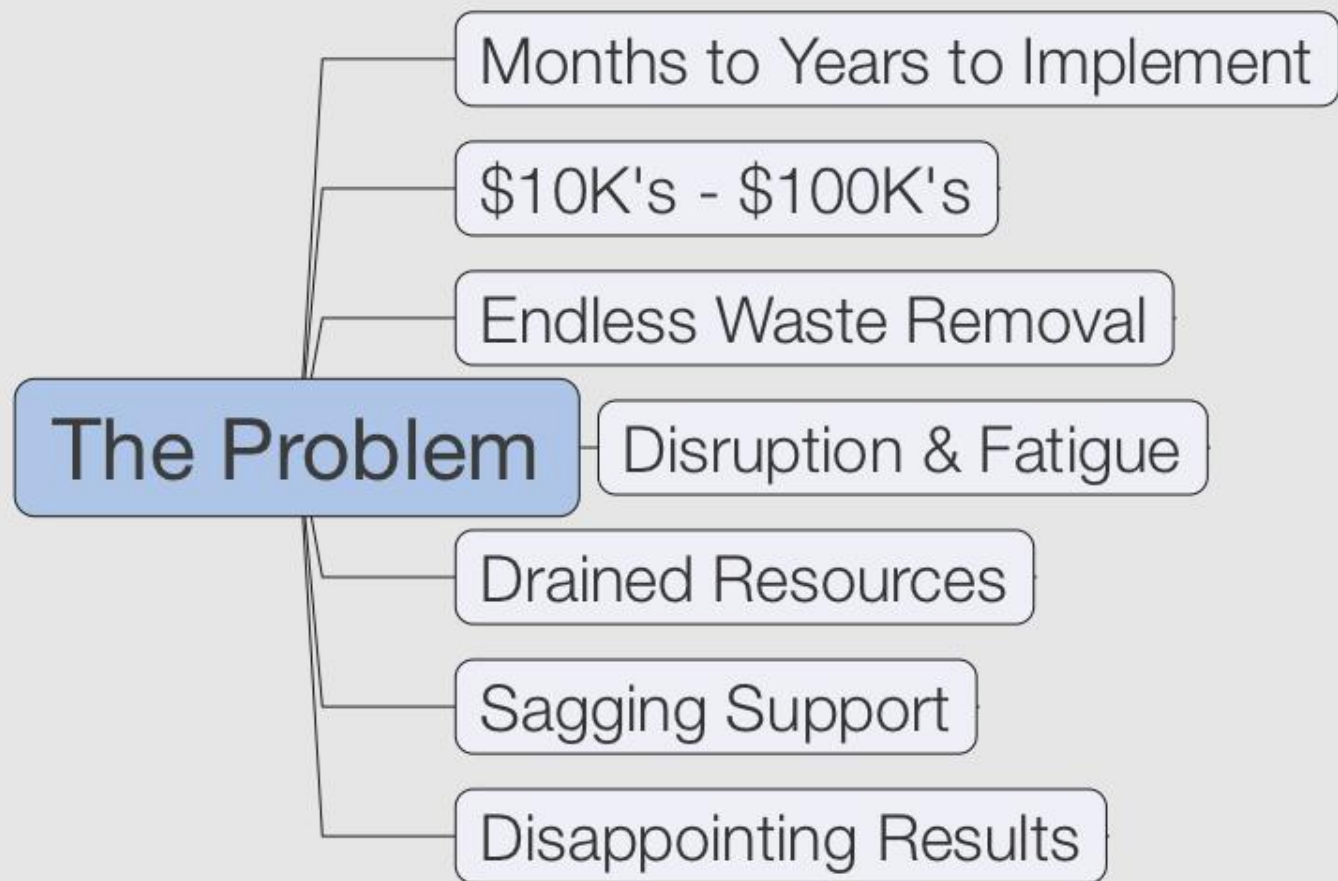 Months to Years to Implement
$10K's - $100K's
Endless Waste Removal
The Problem
Disruption & Fatigue
Drained Resources
Sagging Support
Disappointing Results